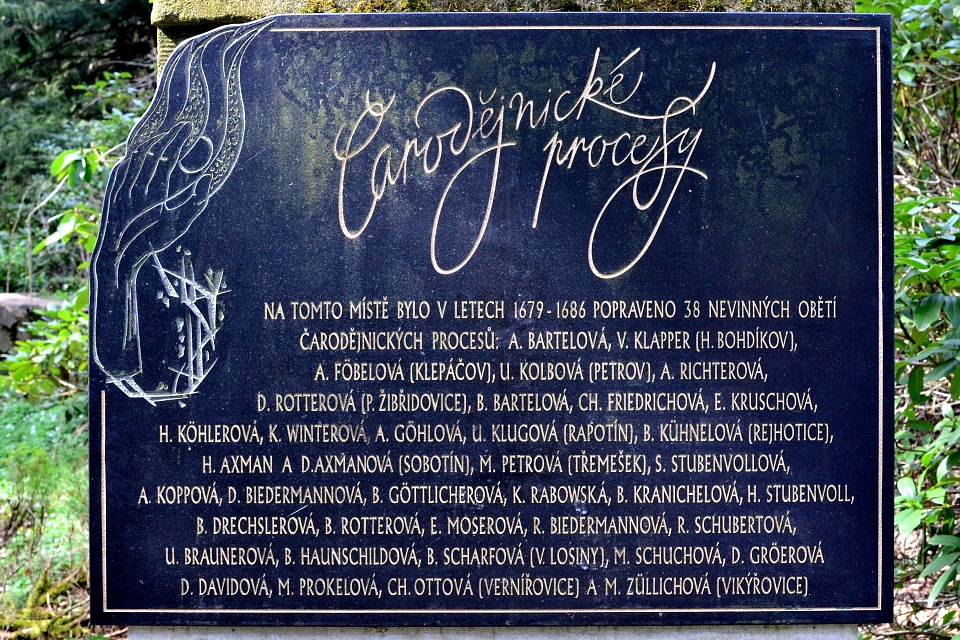 Čarodějnické
procesy
NA TOMTO MÍSTĚ BYLO V LETECH 1679-1686 POPRAVENO 38 NEVINNÝCH OBĚTÍ
ČARODĚJNICKÝCH PROCESŮ: A. BARTELOVÁ, V. KLAPPER (H. BOHDÍKOV),
A. FÖBELOVÁ (KLEPÁČOV), U. KOLBOVÁ (PETROV), A. RICHTEROVÁ,
D. ROTTEROVÁ (P. ŽIBŘIDOVICE), B. BARTELOVÁ, CH. FRIEDRICHOVÁ, E. KRUSCHOVÁ,
H. KÖHLEROVÁ, K. WINTEROVÁ, A. GÖHLOVÁ, U. KLUGOVÁ (RAPOTÍN), B. KÜHNELOVÁ (REJHOTICE),
H. AXMAN A D.AXMANOVÁ (SOBOTÍN), M. PETROVÁ (TŘEMEŠEK), S. STUBENVOLLOVÁ,
A. KOPPOVÁ, D. BIEDERMANNOVÁ, B. GÖTTLICHEROVÁ, K. RABOWSKÁ, B. KRANICHELOVÁ, H. STUBENVOLL,
B. DRECHSLEROVÁ, B. ROTTEROVÁ, E. MOSEROVÁ, R. BIEDERMANNOVÁ, R. SCHUBERTOVÁ,
U. BRAUNEROVÁ, B. HAUNSCHILDOVÁ, B. SCHARFOVÁ (V. LOSINY), M. SCHUCHOVÁ, D. GRÖEROVÁ
D. DAVIDOVÁ, M. PROKELOVÁ, CH. OTTOVÁ (VERNÍŘOVICE) A M. ZÜLLICHOVÁ (VIKÝŘOVICE)